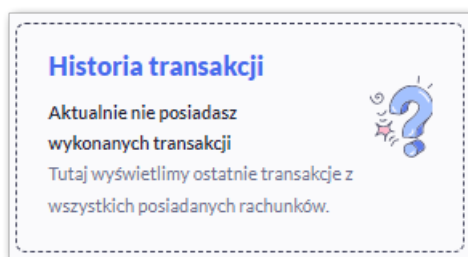 Historia transakcji
Aktualnie nie posiadasz
wykonanych transakcji
Tutaj wyświetlimy ostatnie transakcje z
wszystkich posiadanych rachunków.